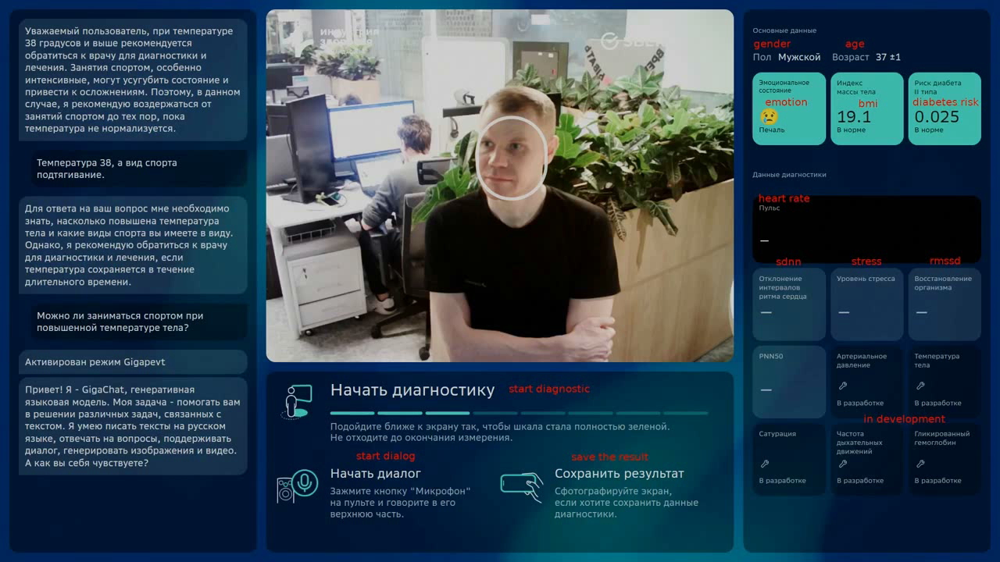 Уважаемый пользователь, при температуре
38 градусов и выше рекомендуется
обратиться к врачу для диагностики и
лечения. Занятия спортом, особенно
интенсивные, могут усугубить состояние и
привести к осложнениям. Поэтому, в данном
случае, я рекомендую воздержаться от
занятий спортом до тех пор, пока
температура не нормализуется.
Температура 38, а вид спорта
подтягивание.
Для ответа на ваш вопрос мне необходимо
знать, насколько повышена температура
тела и какие виды спорта вы имеете в виду.
Однако, я рекомендую обратиться к врачу
для диагностики и лечения, если
температура сохраняется в течение
длительного времени.
Можно ли заниматься спортом при
повышенной температуре тела?
Активирован режим Gigapevt
Привет! Я - GigaChat, генеративная
языковая модель. Моя задача - помогать вам
в решении различных задач, связанных с
текстом. Я умею писать тексты на русском
языке, отвечать на вопросы, поддерживать
диалог, генерировать изображения и видео.
А как вы себя чувствуете?
индустрия
Начать диагностику start diagnostic
Подойдите ближе к экрану так, чтобы шкала стала полностью зеленой.
Не отходите до окончания измерения.
start dialog
Начать диалог
Зажмите кнопку "Микрофон"
на пульте и говорите в его
верхнюю часть.
save the result
Сохранить результат
Сфотографируйте экран,
если хотите сохранить данные
диагностики.
Основные данные
gender age
Пол Мужской Возраст 37 ±1
Эмоциональное
состояние
emotion
Печаль
Индекс
массы тела
bmi
19.1
В норме
Риск диабета
II типа
diabetes risk
0.025
В норме
Данные диагностики
heart rate
Пульс
—
sdnn
Отклонение
интервалов
ритма сердца
—
stress
Уровень стресса
—
rmssd
Восстановление
организма
—
PNN50
—
Артериальное
давление
В разработке
Температура
тела
В разработке
in development
Сатурация
В разработке
Частота
дыхательных
движений
В разработке
Гликированный
гемоглобин
В разработке